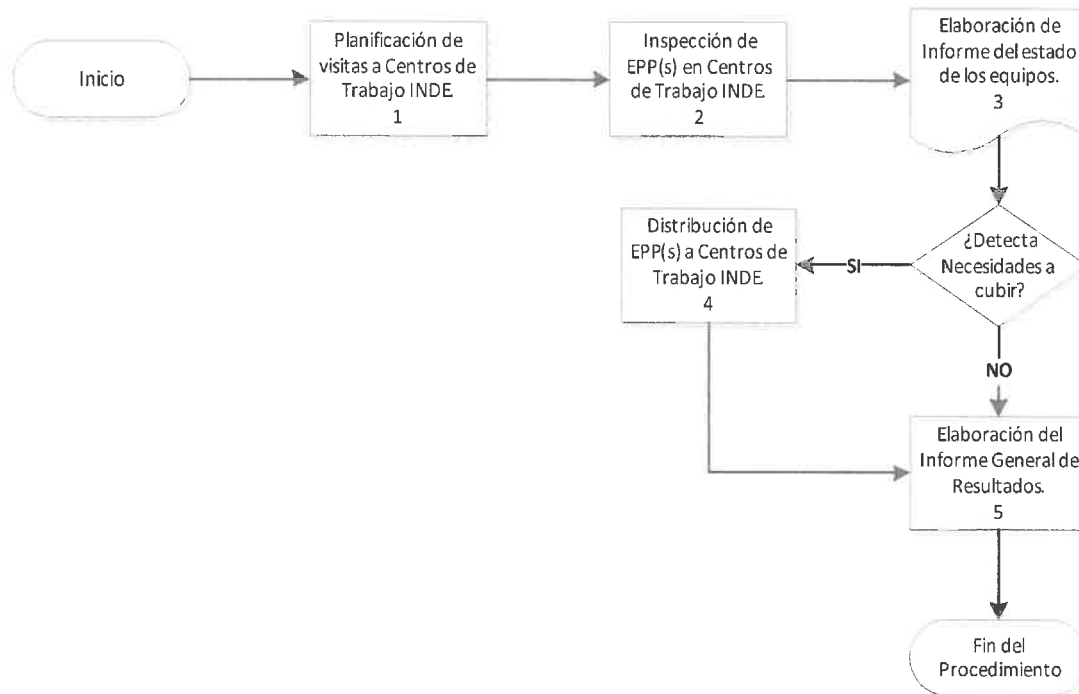 Inicio
Planificación de
visitas a Centros de
Trabajo INDE.
1
Inspección de
EPP(s) en Centros
de Trabajo INDE.
2
Elaboración de
Informe del estado
de los equipos.
3
¿Detecta
Necesidades a
cubir?
SI
Distribución de
EPP(s) a Centros de
Trabajo INDE.
4
NO
Elaboración del
Informe General de
Resultados.
5
Fin del
Procedimiento